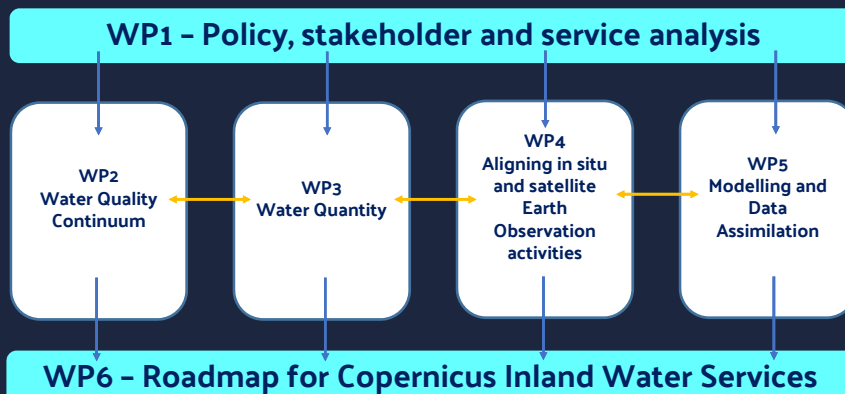 WP1 – Policy, stakeholder and service analysis
WP2
Water Quality
Continuum
WP3
Water Quantity
WP4
Aligning in situ
and satellite
Earth
Observation
activities
WP5
Modelling and
Data
Assimilation
WP6 – Roadmap for Copernicus Inland Water Services